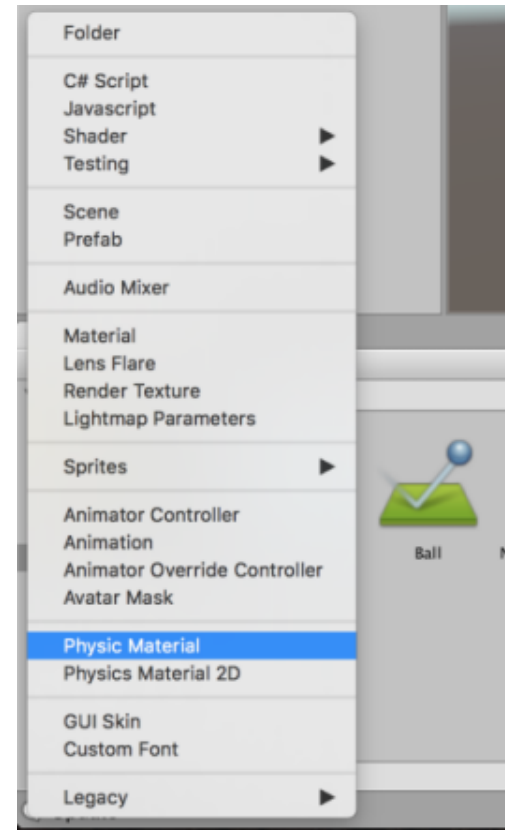 Folder
C# Script
Javascript
Shader
Testing
Scene
Prefab
Audio Mixer
Material
Lens Flare
Render Texture
Lightmap Parameters
Sprites
Animator Controller
Animation
Animator Override Controller
Avatar Mask
Ball
Physic Material
Physics Material 2D
GUI Skin
Custom Font
Legacy